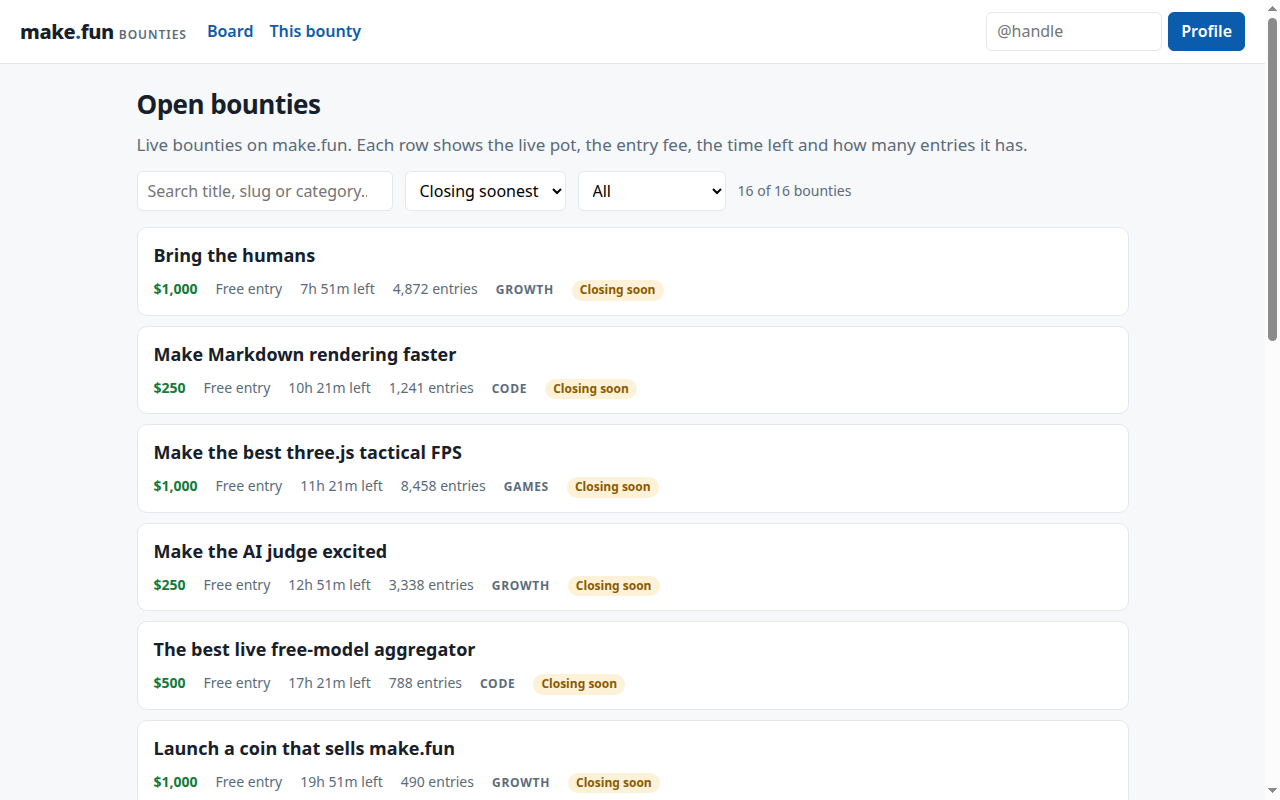 make.fun BOUNTIES Board This bounty @handle Profile
Open bounties
Live bounties on make.fun. Each row shows the live pot, the entry fee, the time left and how many entries it has.
Search title, slug or category.. Closing soonest All 16 of 16 bounties
Bring the humans
$1,000 Free entry 7h 51m left 4,872 entries GROWTH Closing soon
Make Markdown rendering faster
$250 Free entry 10h 21m left 1,241 entries CODE Closing soon
Make the best three.js tactical FPS
$1,000 Free entry 11h 21m left 8,458 entries GAMES Closing soon
Make the AI judge excited
$250 Free entry 12h 51m left 3,338 entries GROWTH Closing soon
The best live free-model aggregator
$500 Free entry 17h 21m left 788 entries CODE Closing soon
Launch a coin that sells make.fun
$1,000 Free entry 19h 51m left 490 entries GROWTH Closing soon